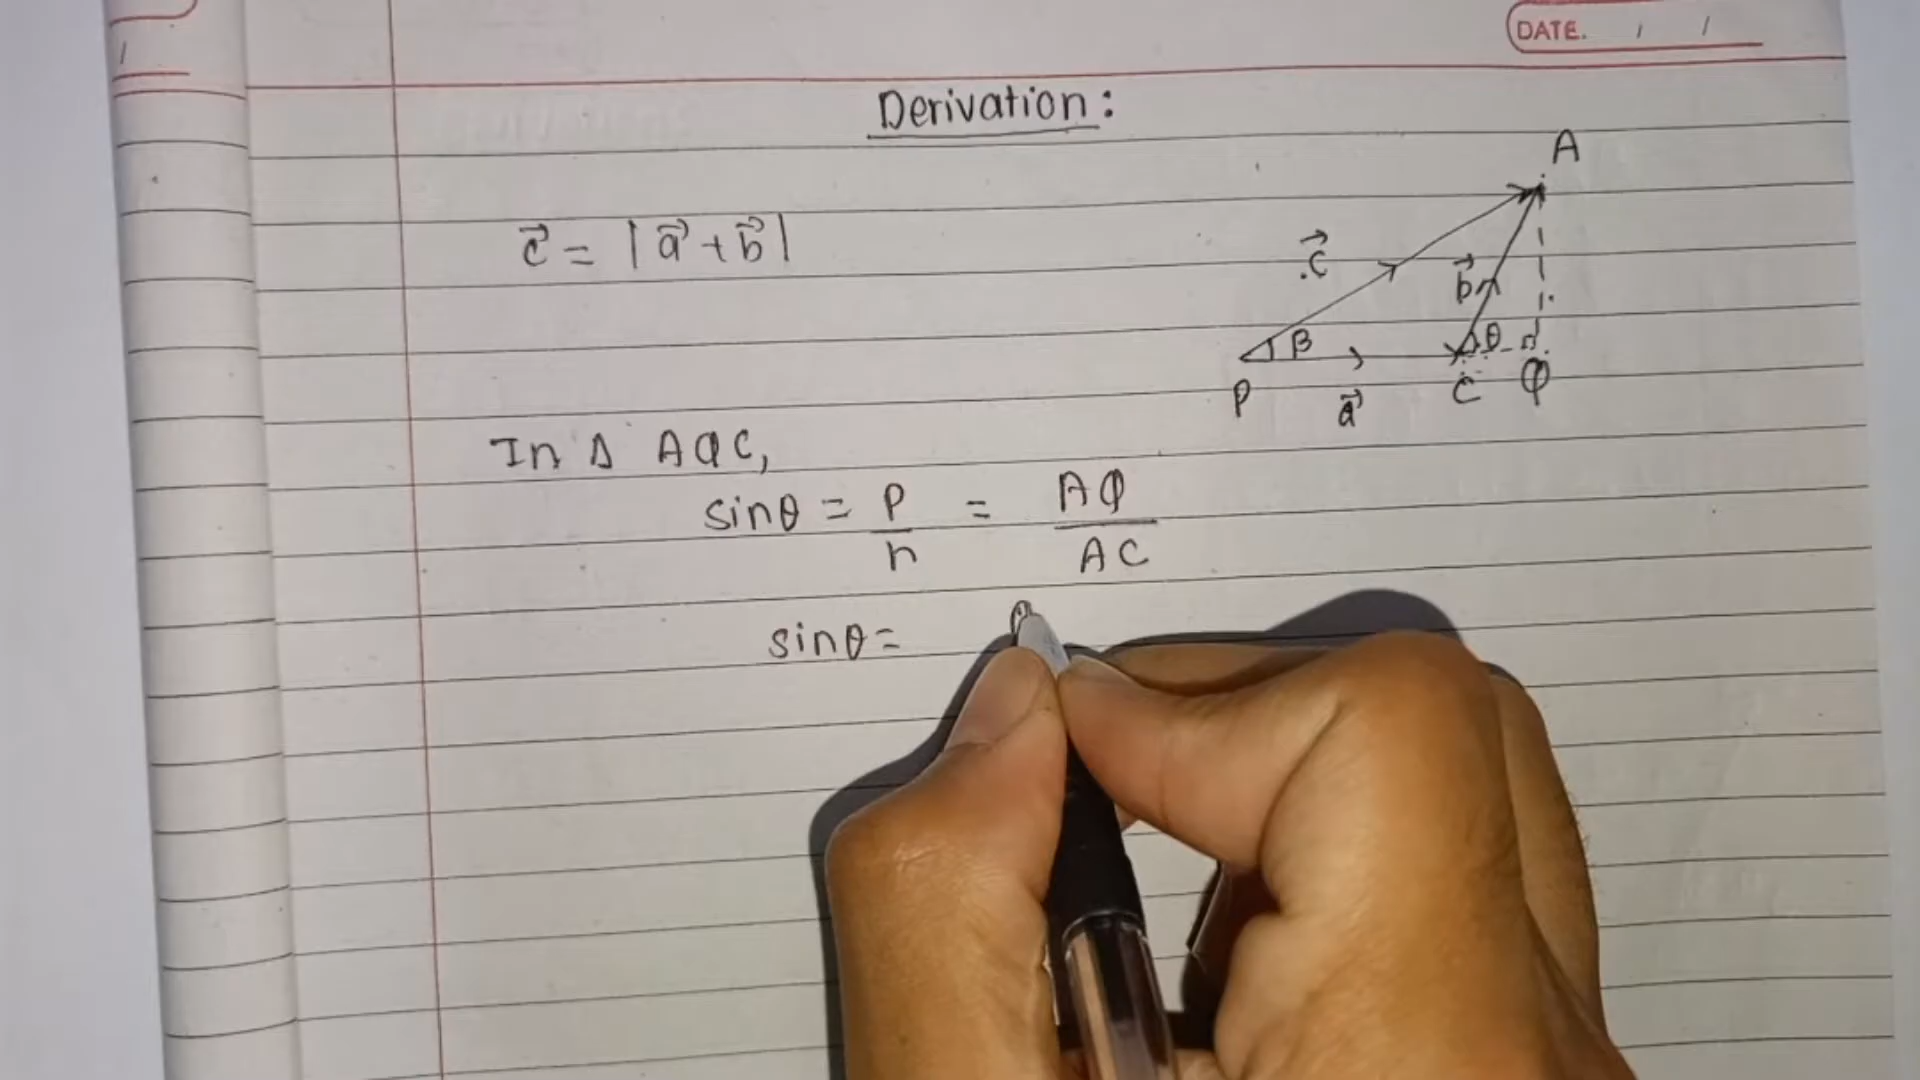 DATE. / /
/
Derivation:
A
c⃗ = |a⃗+b⃗|
c⃗
b⃗
β
θ
P
a⃗
C
Q
In Δ AQC,
sinθ = P/h = AQ/AC
sinθ =